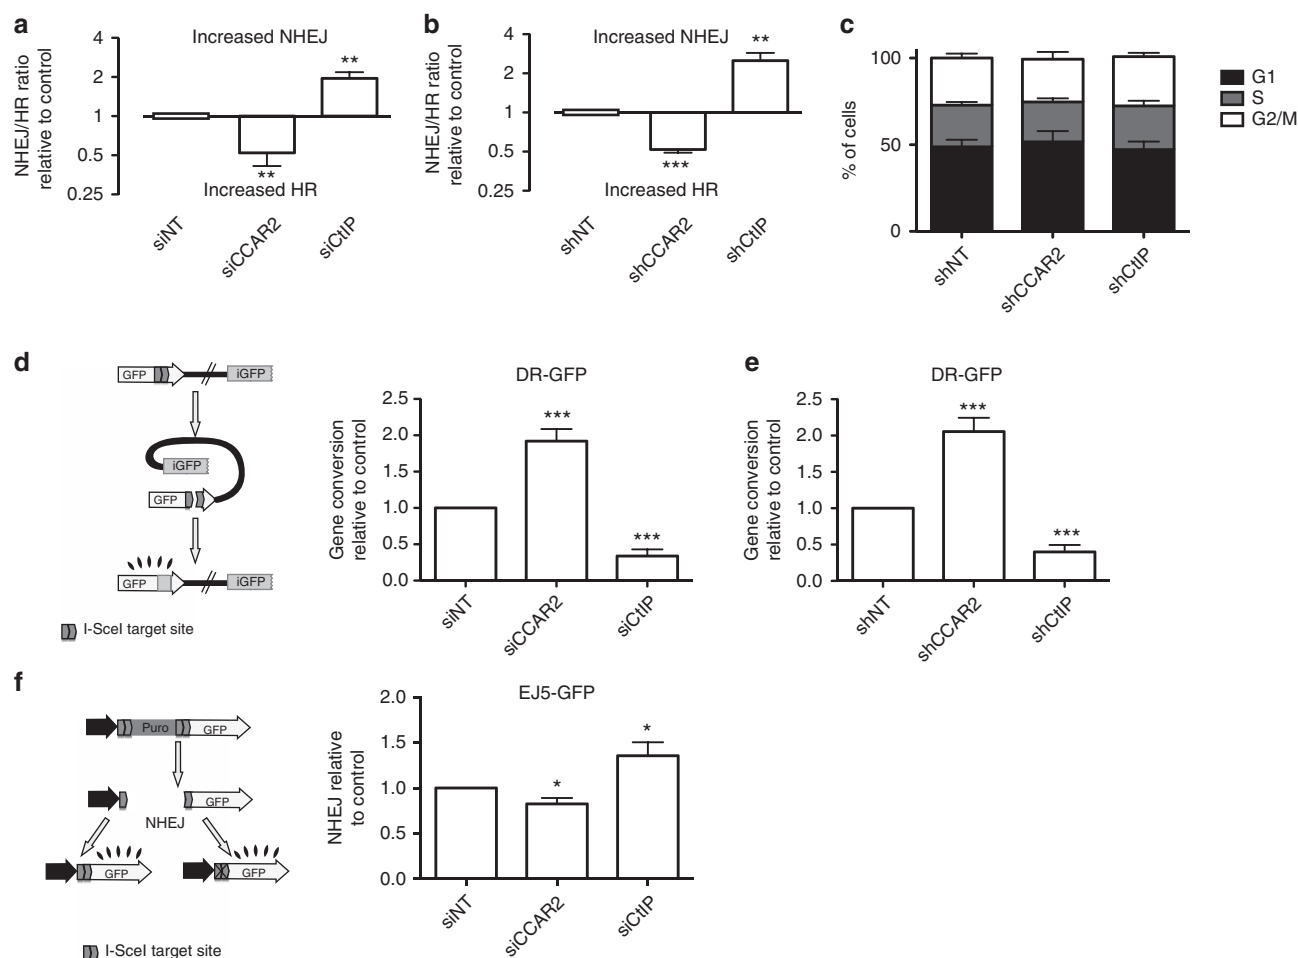 a
NHEJ/HR ratio
relative to control
4
2
1
0.5
0.25
Increased NHEJ
**
**
Increased HR
siNT
siCCAR2
siCtIP
b
NHEJ/HR ratio
relative to control
4
2
1
0.5
0.25
Increased NHEJ
**
***
Increased HR
shNT
shCCAR2
shCtIP
c
% of cells
100
50
0
shNT
shCCAR2
shCtIP
G1
S
G2/M
d
GFP
iGFP
iGFP
GFP
GFP
iGFP
I-SceI target site
DR-GFP
Gene conversion
relative to control
2.5
2.0
1.5
1.0
0.5
0.0
***
***
siNT
siCCAR2
siCtIP
e
DR-GFP
Gene conversion
relative to control
2.5
2.0
1.5
1.0
0.5
0.0
***
***
shNT
shCCAR2
shCtIP
f
Puro
GFP
GFP
NHEJ
GFP
GFP
I-SceI target site
EJ5-GFP
NHEJ relative
to control
2.0
1.5
1.0
0.5
0.0
*
*
siNT
siCCAR2
siCtIP